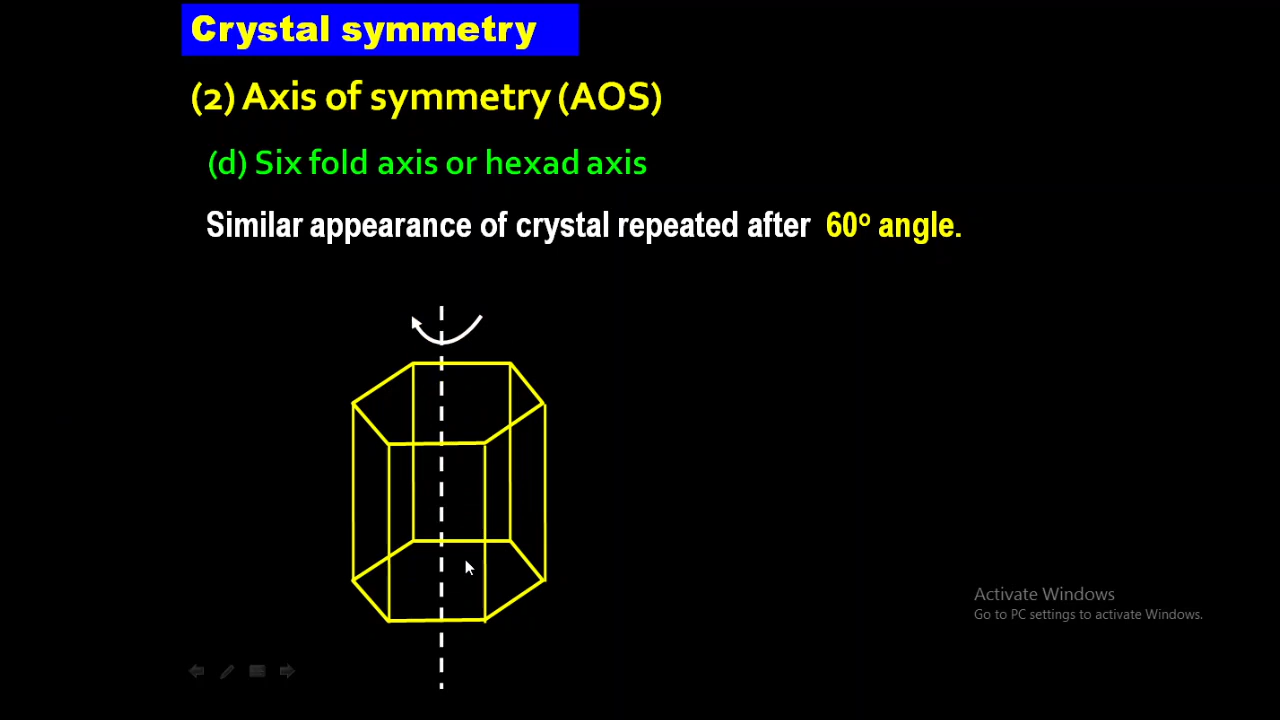 Crystal symmetry
(2) Axis of symmetry (AOS)
(d) Six fold axis or hexad axis
Similar appearance of crystal repeated after 60º angle.
Activate Windows
Go to PC settings to activate Windows.